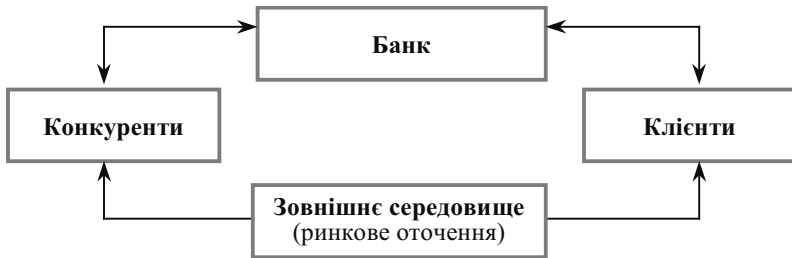 Банк
Конкуренти
Клієнти
Зовнішнє середовище
(ринкове оточення)